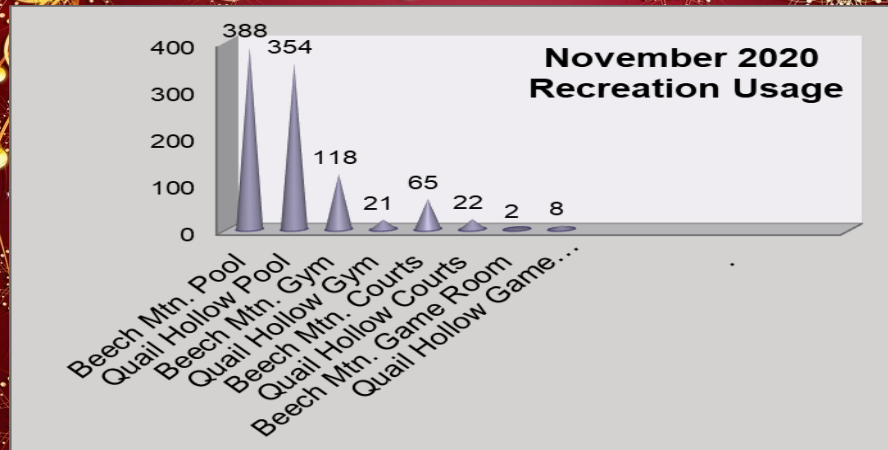 November 2020
Recreation Usage
400
300
200
100
0
388
354
118
21
65
22
2
8
Beech Mtn. Pool
Quail Hollow Pool
Beech Mtn. Gym
Quail Hollow Gym
Beech Mtn. Courts
Quail Hollow Courts
Beech Mtn. Game Room
Quail Hollow Game...
.